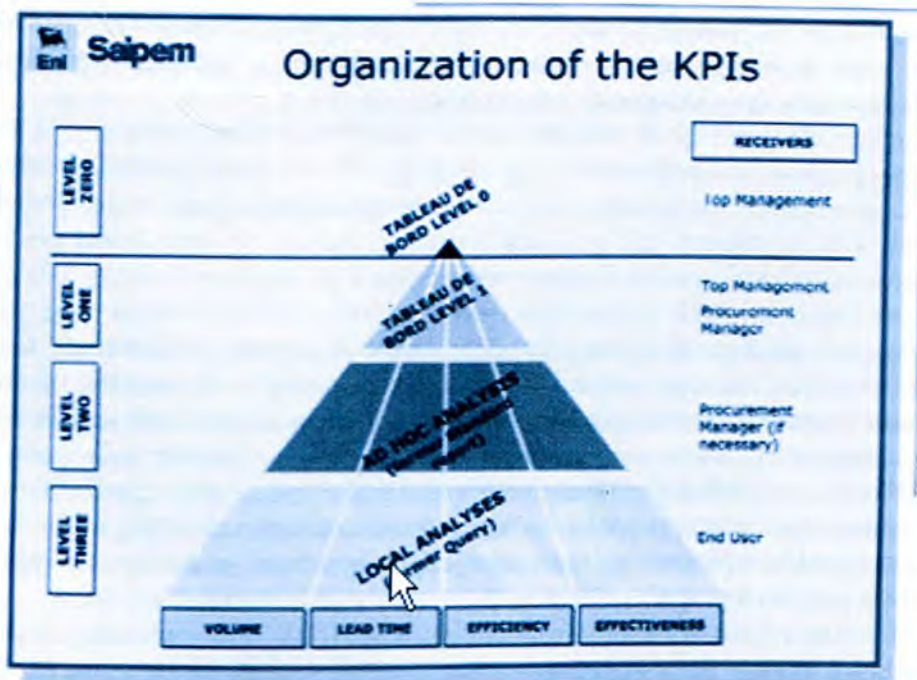 Eni
Saipem
Organization of the KPIs
RECEIVERS
LEVEL
ZERO
TABLEAU DE
BORD LEVEL 0
Top Management
LEVEL
ONE
TABLEAU DE
BORD LEVEL 1
Top Management
Procurement
Manager
LEVEL
TWO
AD HOC ANALYSIS
Procurement
Manager (if
necessary)
LEVEL
THREE
LOCAL ANALYSES
Query)
End User
VOLUME
LEAD TIME
EFFICIENCY
EFFECTIVENESS